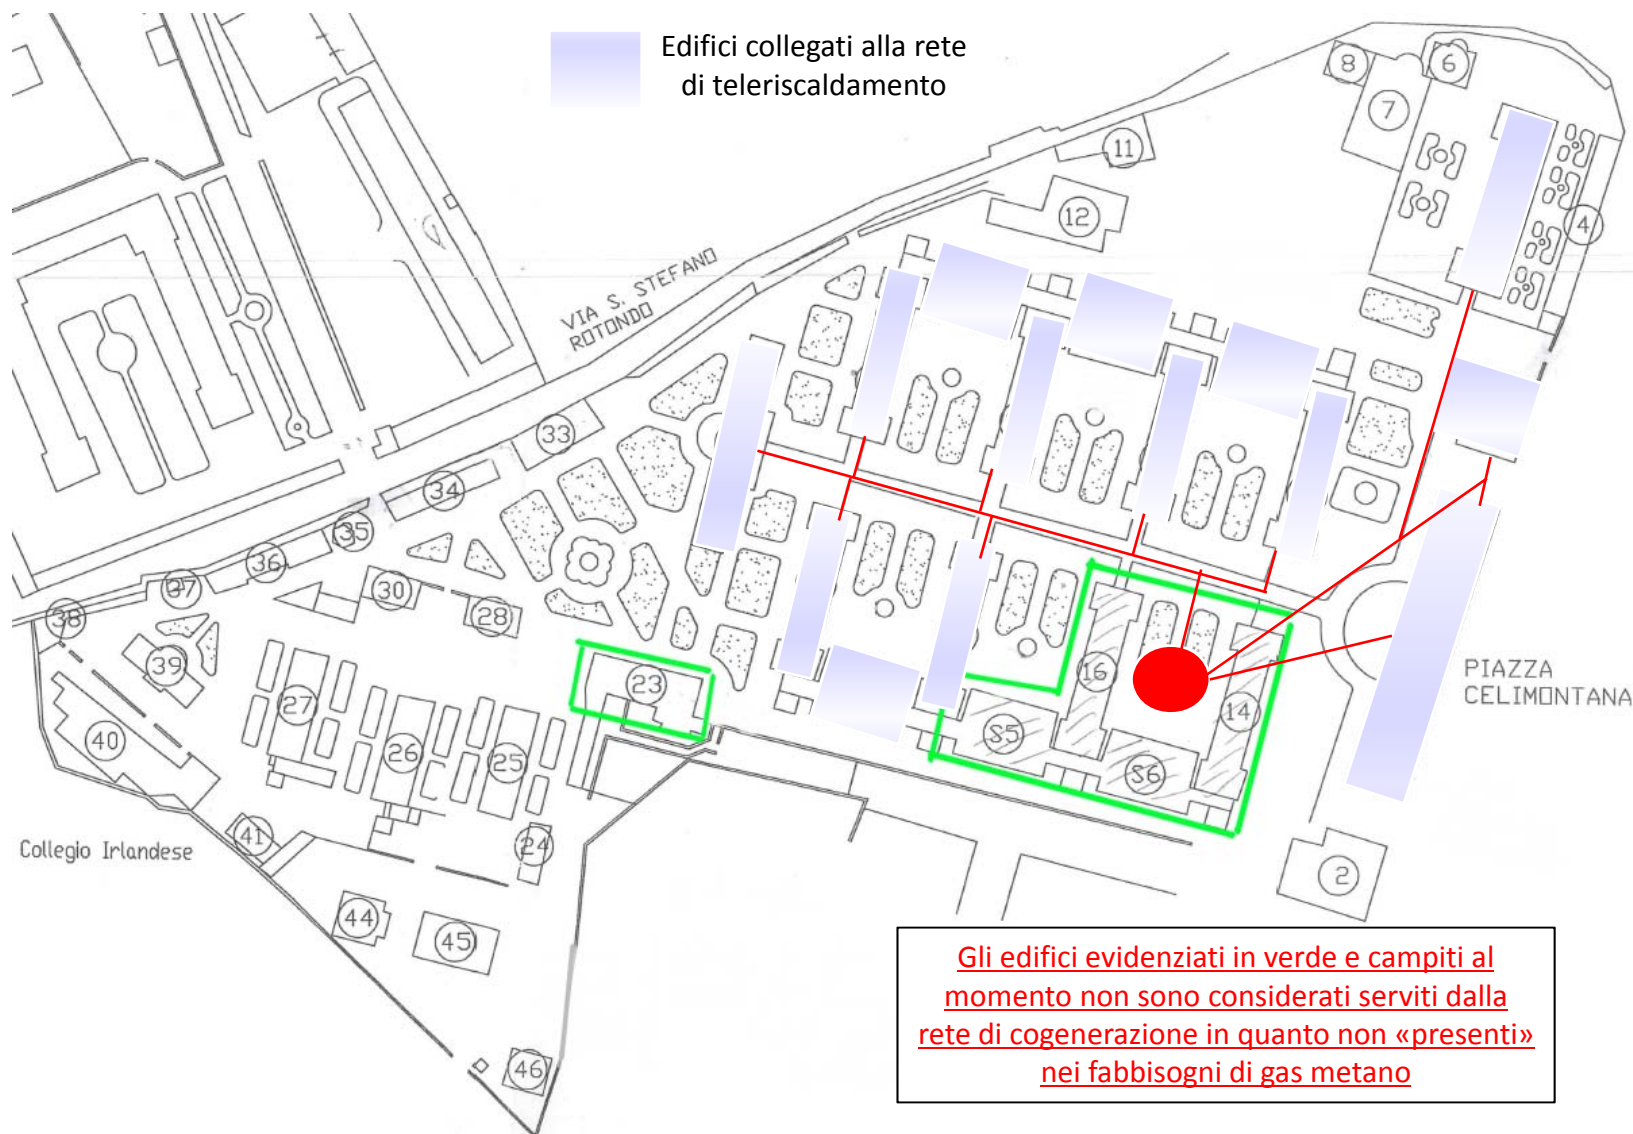 Edifici collegati alla rete
di teleriscaldamento
8
6
7
11
4
12
VIA S. STEFANO
ROTONDO
33
34
35
36
37
30
28
38
39
23
16
27
14
PIAZZA
CELIMONTANA
40
26
25
S5
S6
41
24
Collegio Irlandese
2
44
45
46
Gli edifici evidenziati in verde e campiti al
momento non sono considerati serviti dalla
rete di cogenerazione in quanto non «presenti»
nei fabbisogni di gas metano